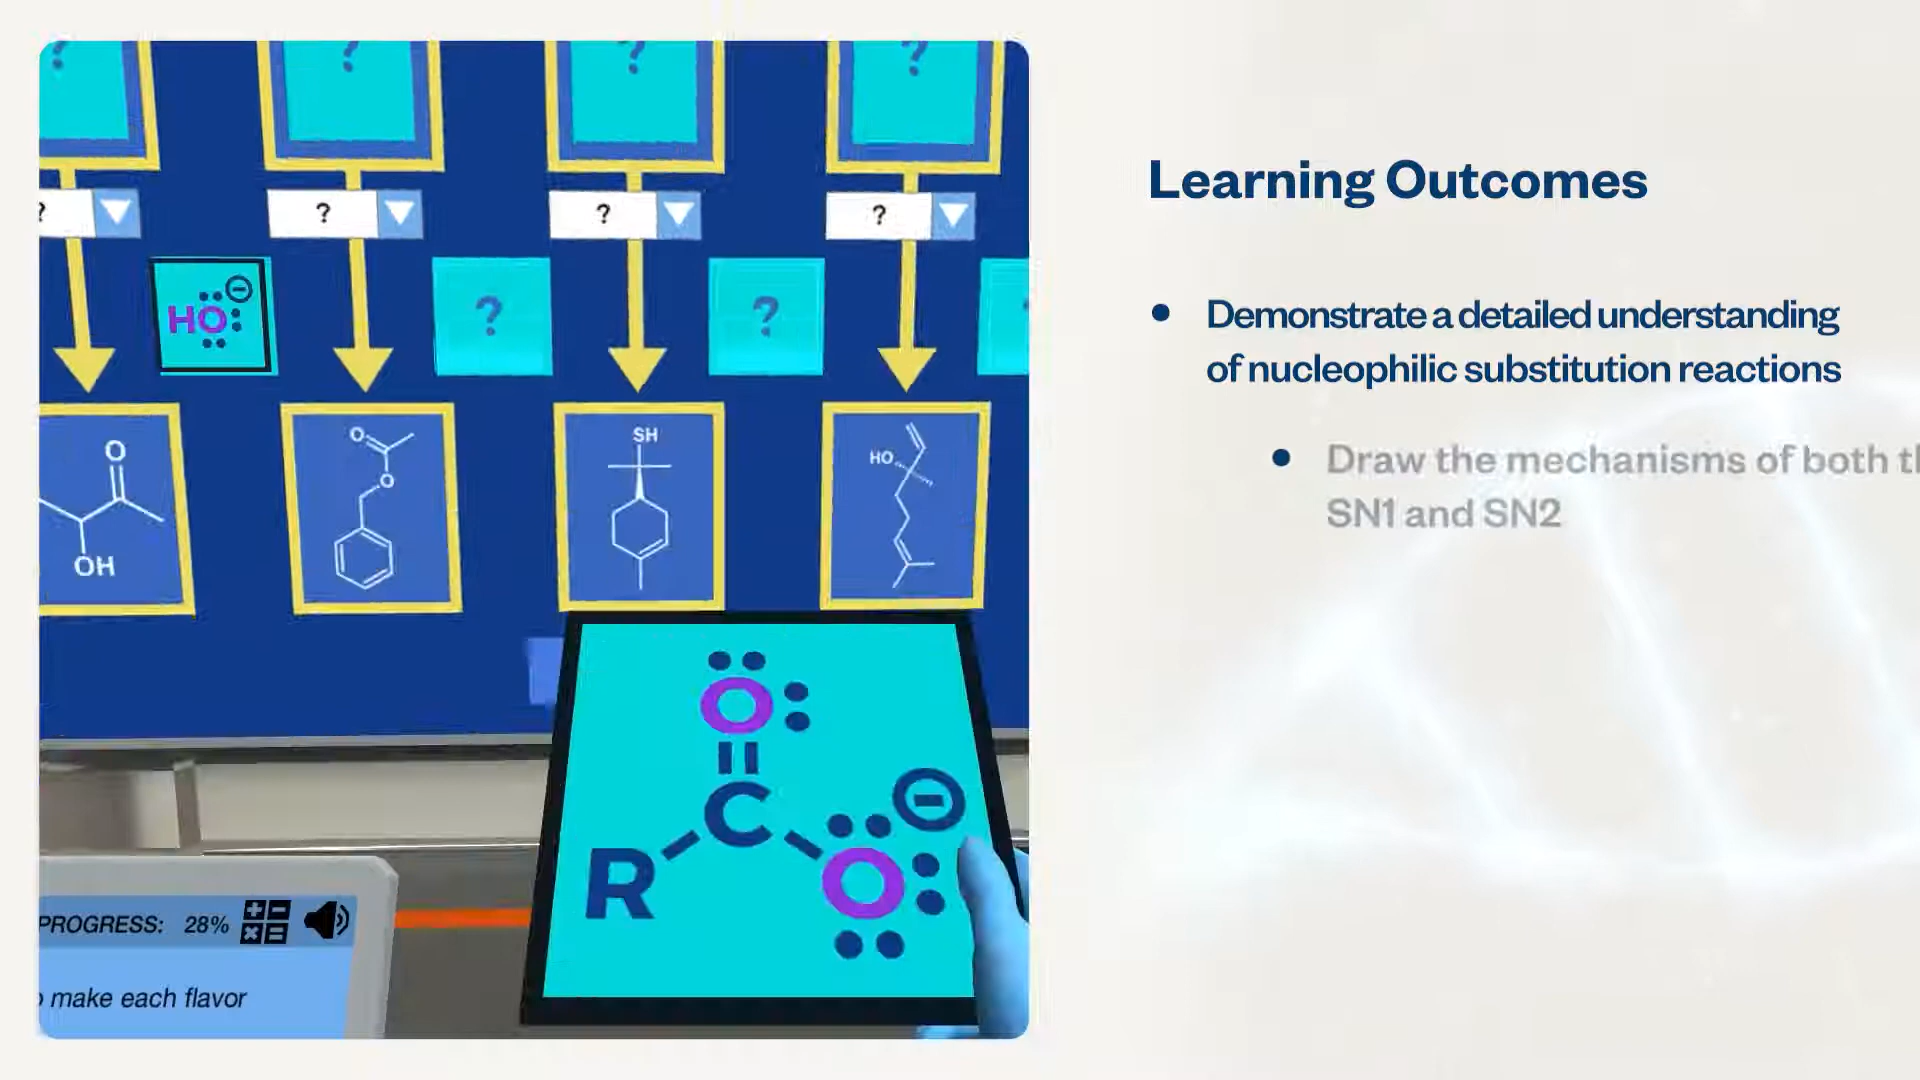 ?
?
?
?
?
?
?
?
HO
?
?
O
OH
O
O
SH
HO
O
C
R
O
PROGRESS: 28%
make each flavor
Learning Outcomes
Demonstrate a detailed understanding
of nucleophilic substitution reactions
Draw the mechanisms of both
SN1 and SN2